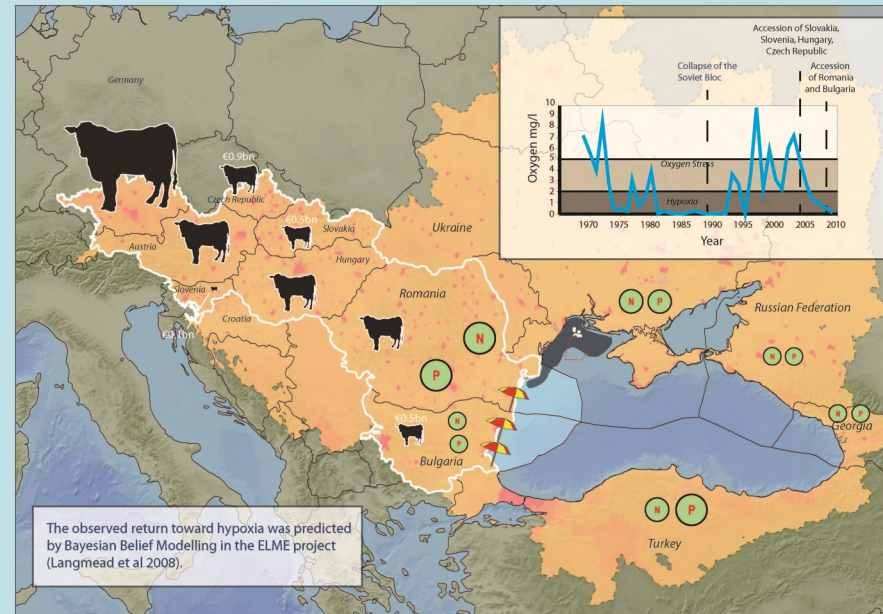 Accession of Slovakia,
Slovenia, Hungary,
Czech Republic
Collapse of the
Soviet Bloc
Accession
of Romania
and Bulgaria
Oxygen mg/l
10
9
8
7
6
5
4
3
2
1
0
Oxygen Stress
Hypoxia
1970
1975
1980
1985
1990
1995
2000
2005
2010
Year
Germany
€0.9bn
Czech Republic
€0.5bn
Slovakia
Ukraine
Austria
Hungary
Slovenia
Romania
Croatia
N
P
Russian Federation
N
P
N
P
N
P
Georgia
€0.5bn
N
P
Bulgaria
N
P
Turkey
The observed return toward hypoxia was predicted
by Bayesian Belief Modelling in the ELME project
(Langmead et al 2008).